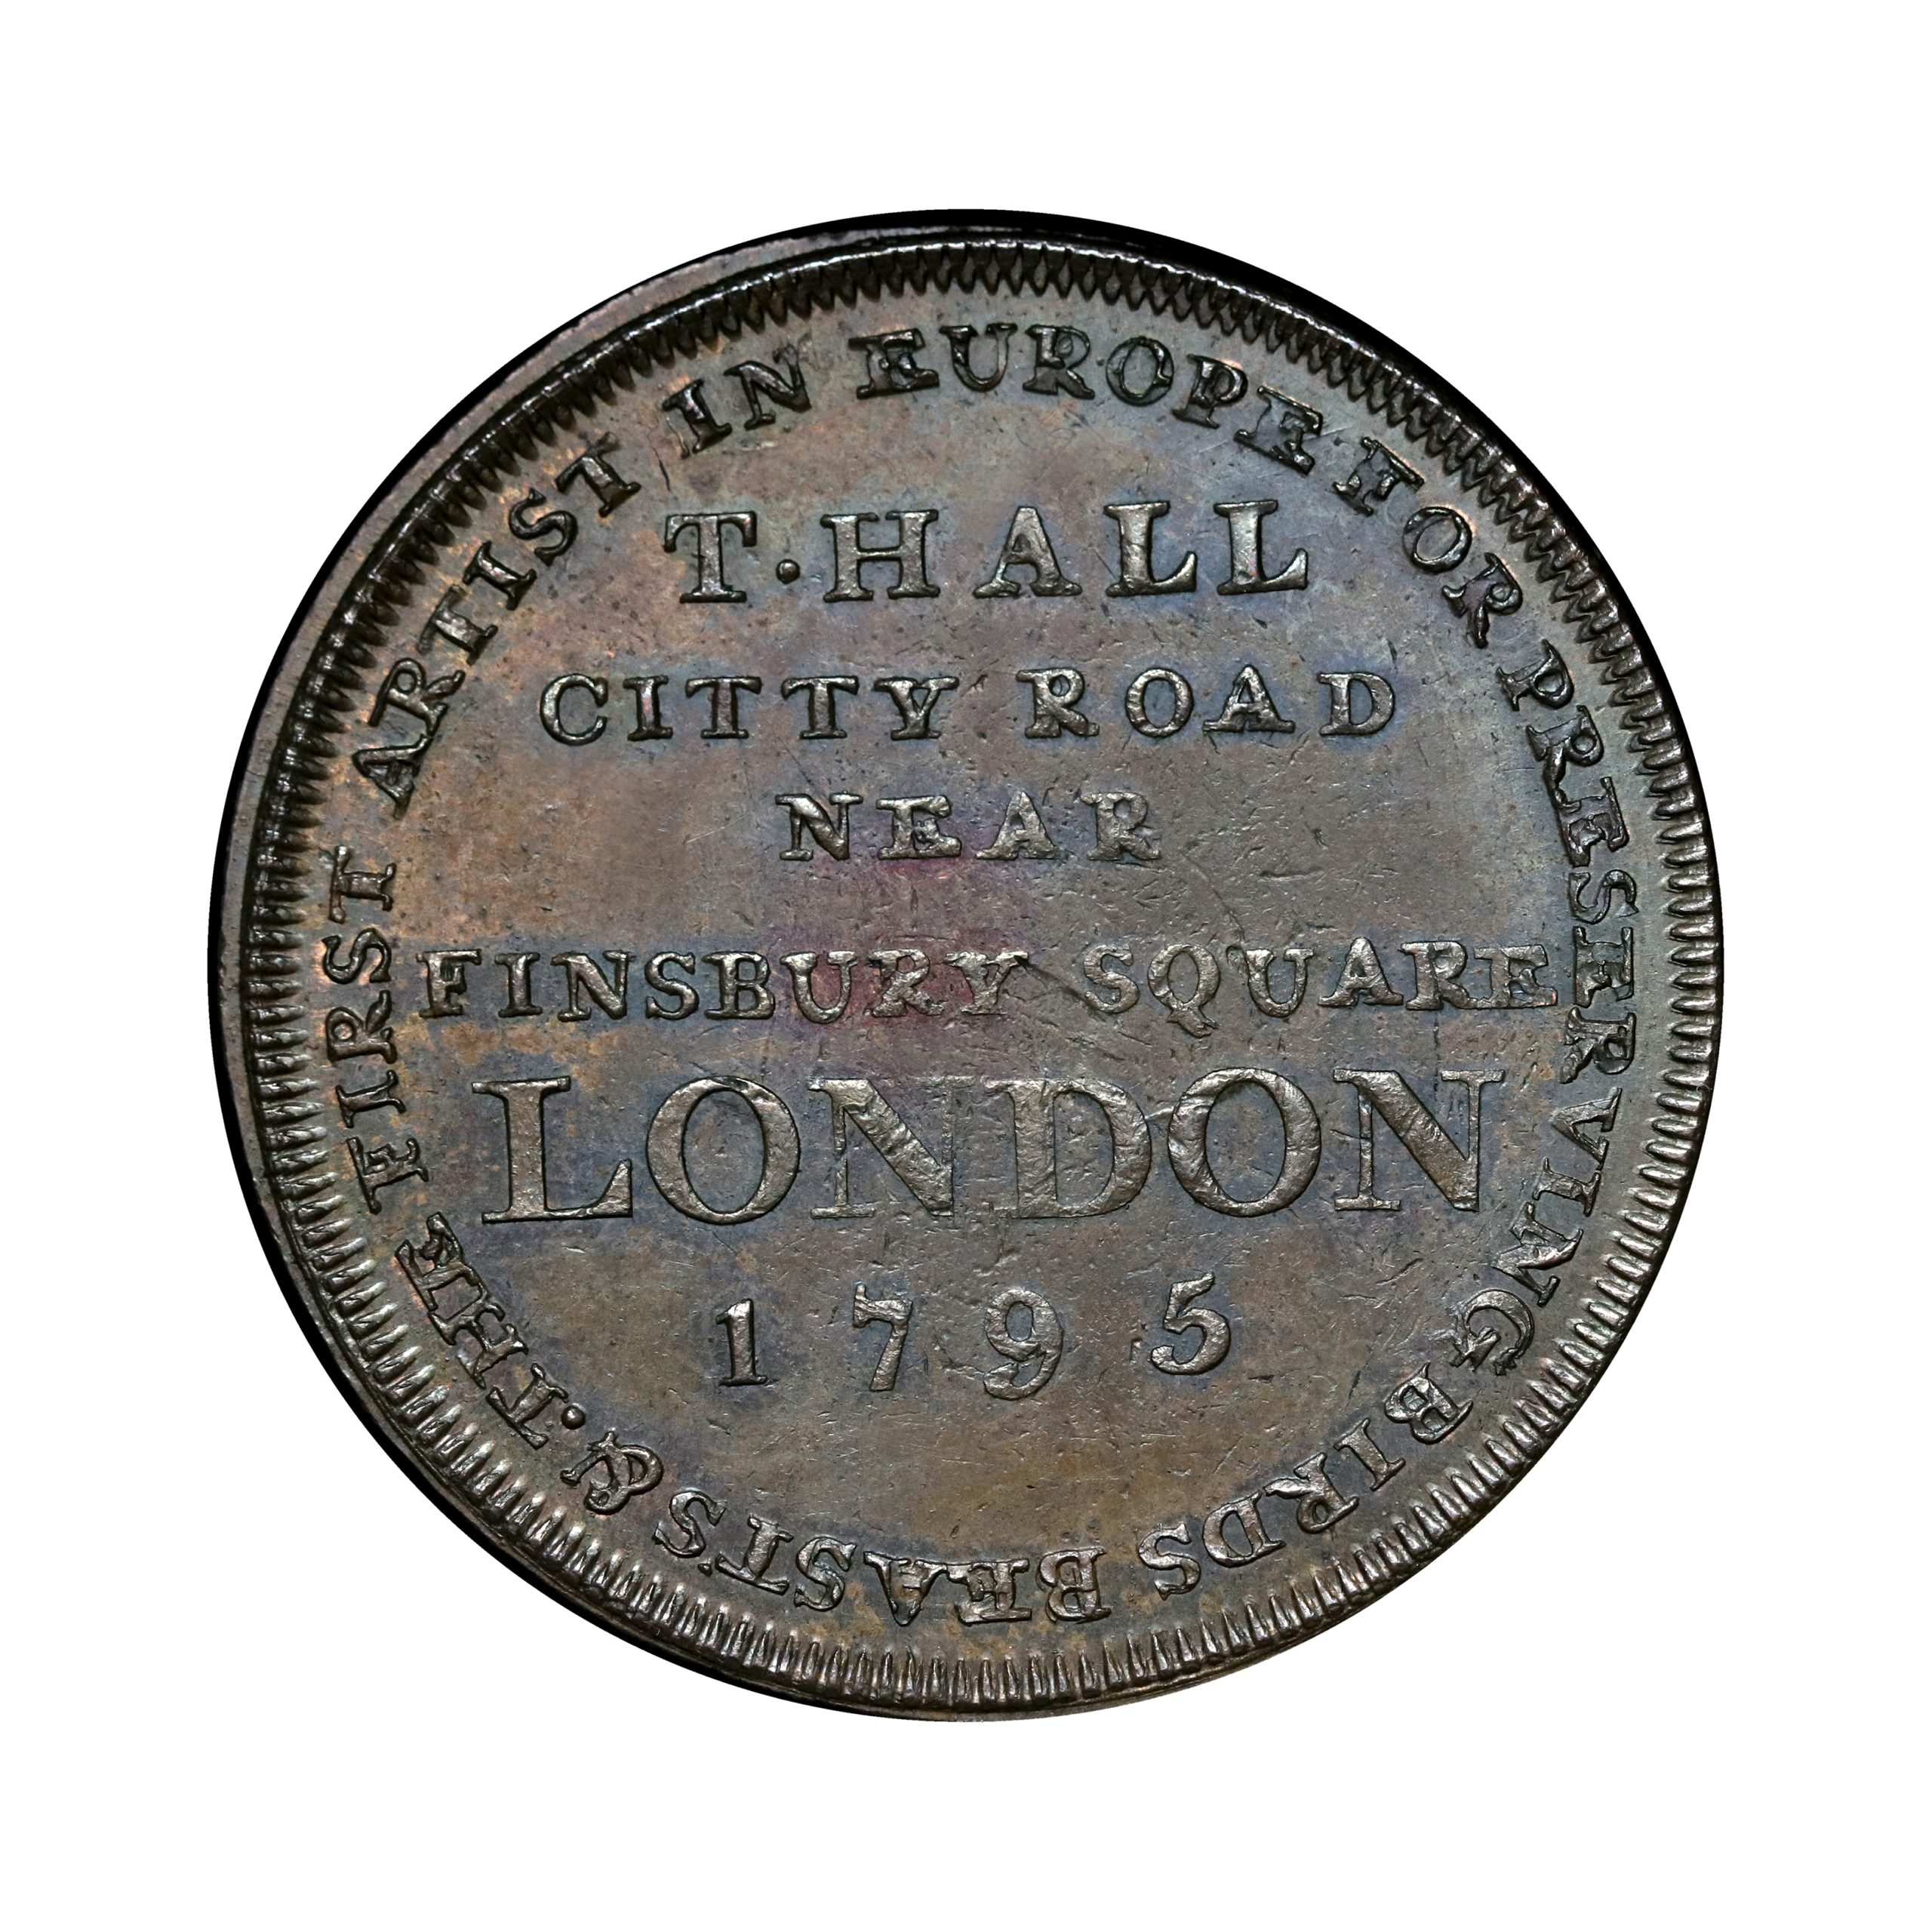 THE FIRST ARTIST IN EUROPE FOR PRESERVING BIRDS BEASTS & T.
T·HALL
CITTY ROAD
NEAR
FINSBURY SQUARE
LONDON
1795